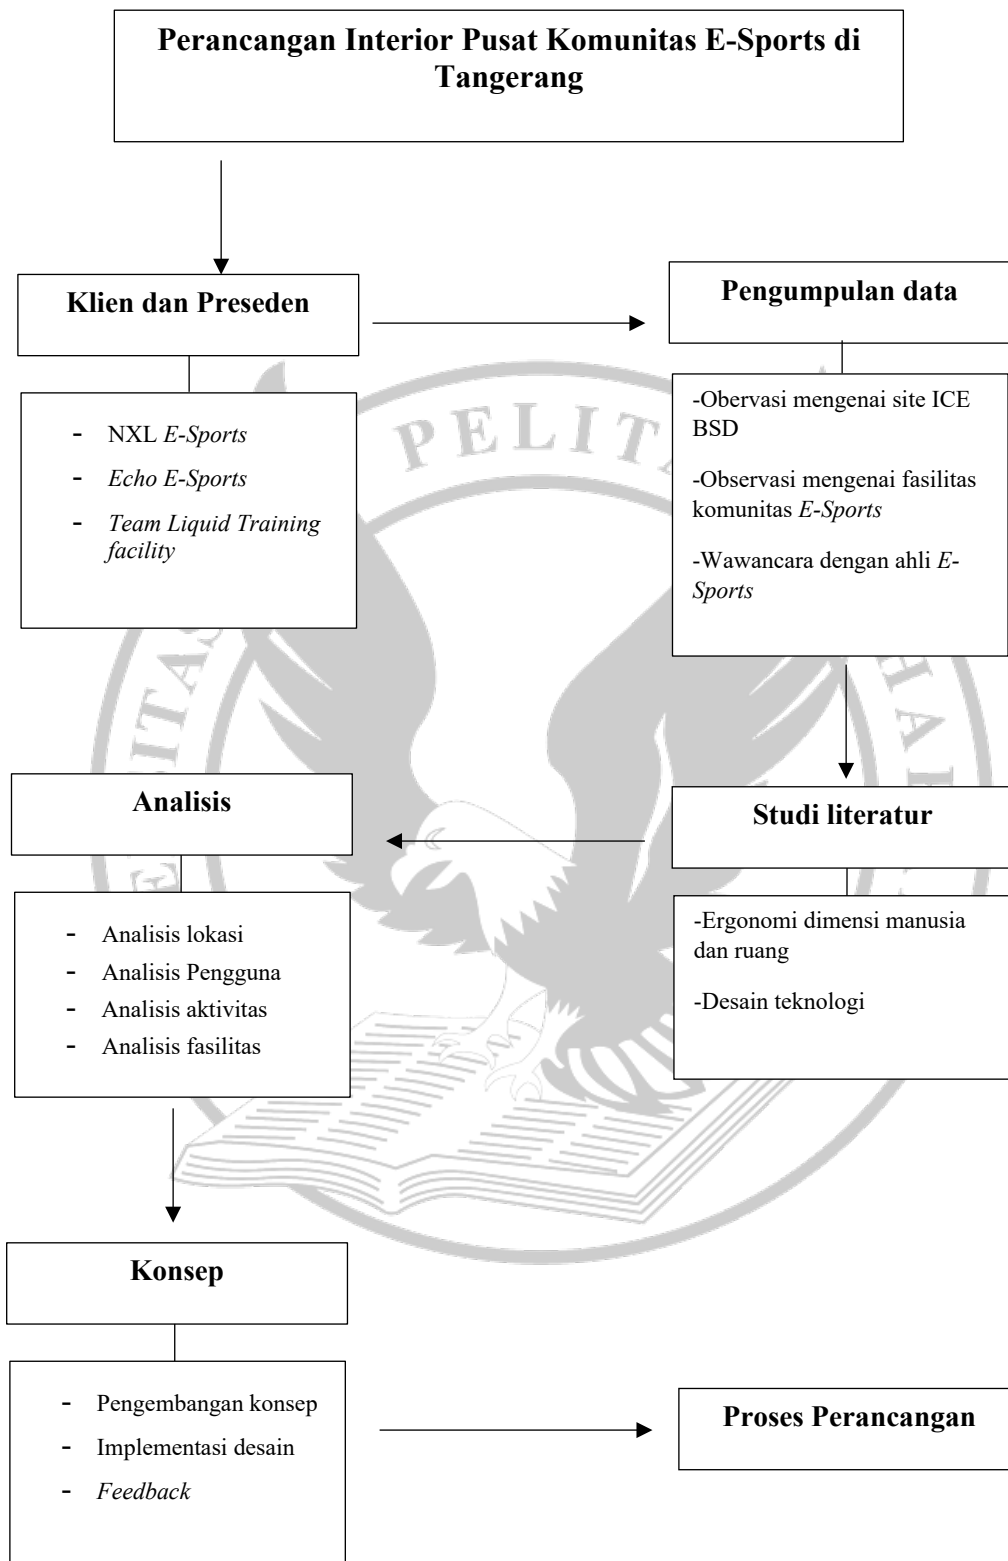 Perancangan Interior Pusat Komunitas E-Sports di
Tangerang
Klien dan Preseden
- NXL E-Sports
- Echo E-Sports
- Team Liquid Training
facility
Pengumpulan data
-Obervasi mengenai site ICE
BSD
-Observasi mengenai fasilitas
komunitas E-Sports
-Wawancara dengan ahli E-
Sports
Studi literatur
-Ergonomi dimensi manusia
dan ruang
-Desain teknologi
Analisis
- Analisis lokasi
- Analisis Pengguna
- Analisis aktivitas
- Analisis fasilitas
Konsep
- Pengembangan konsep
- Implementasi desain
- Feedback
Proses Perancangan
PELITA